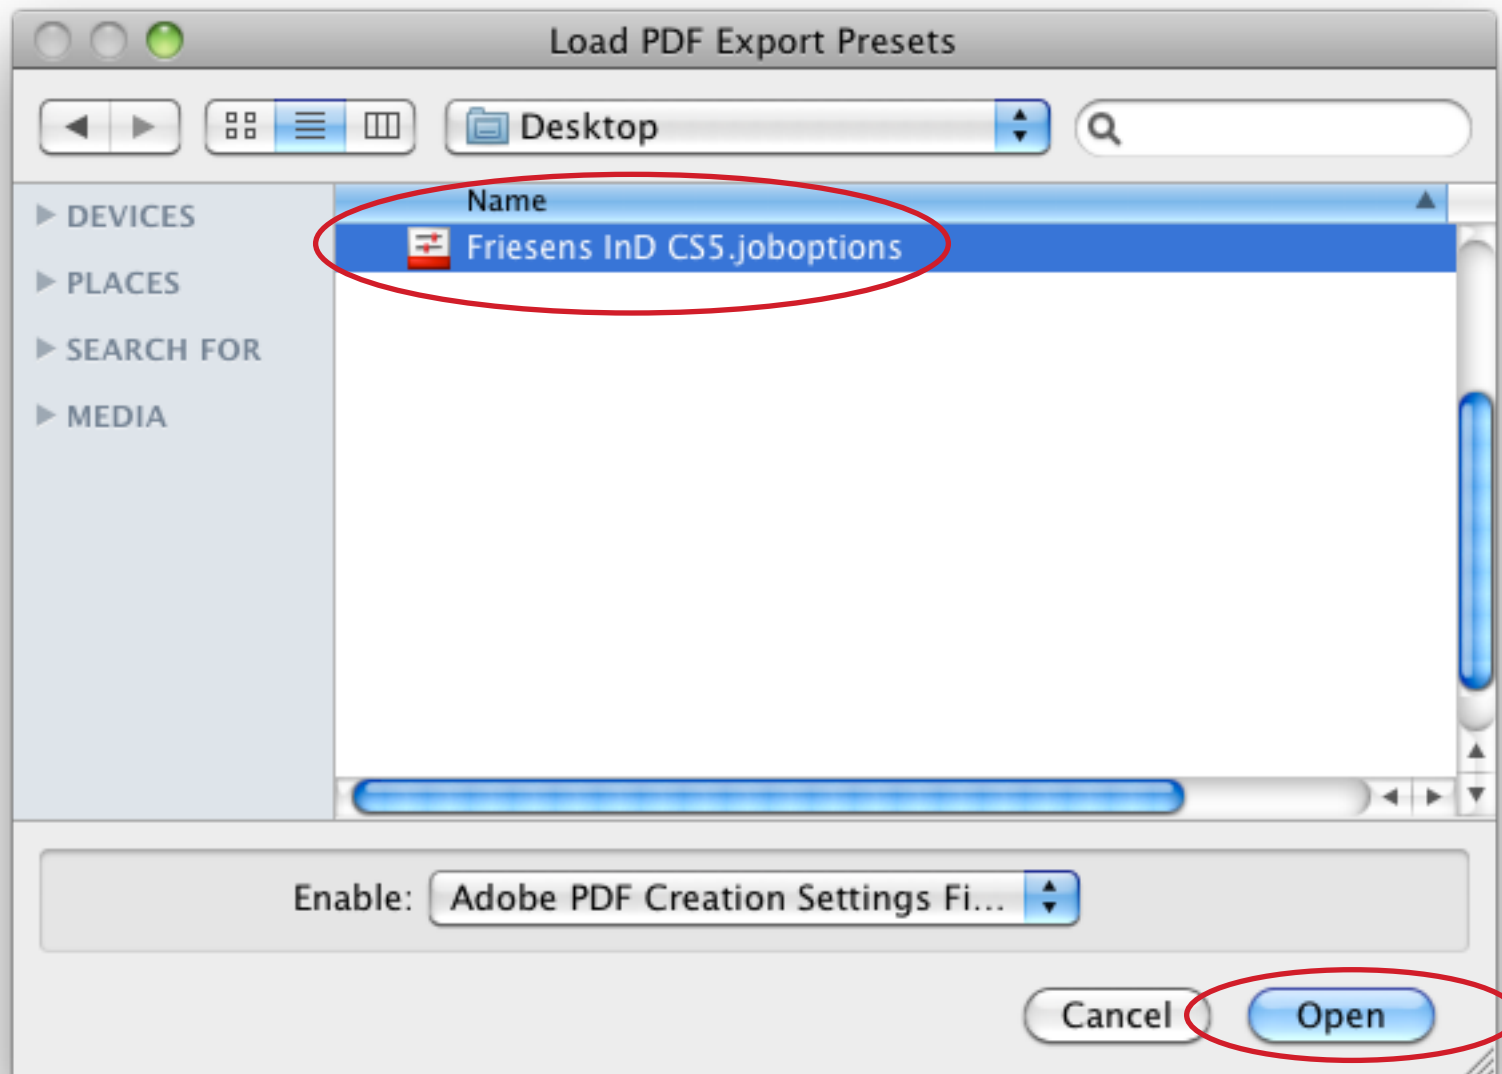 Load PDF Export Presets
Desktop
DEVICES
PLACES
SEARCH FOR
MEDIA
Name
Friesens InD CS5.joboptions
Enable: Adobe PDF Creation Settings Fi...
Cancel Open